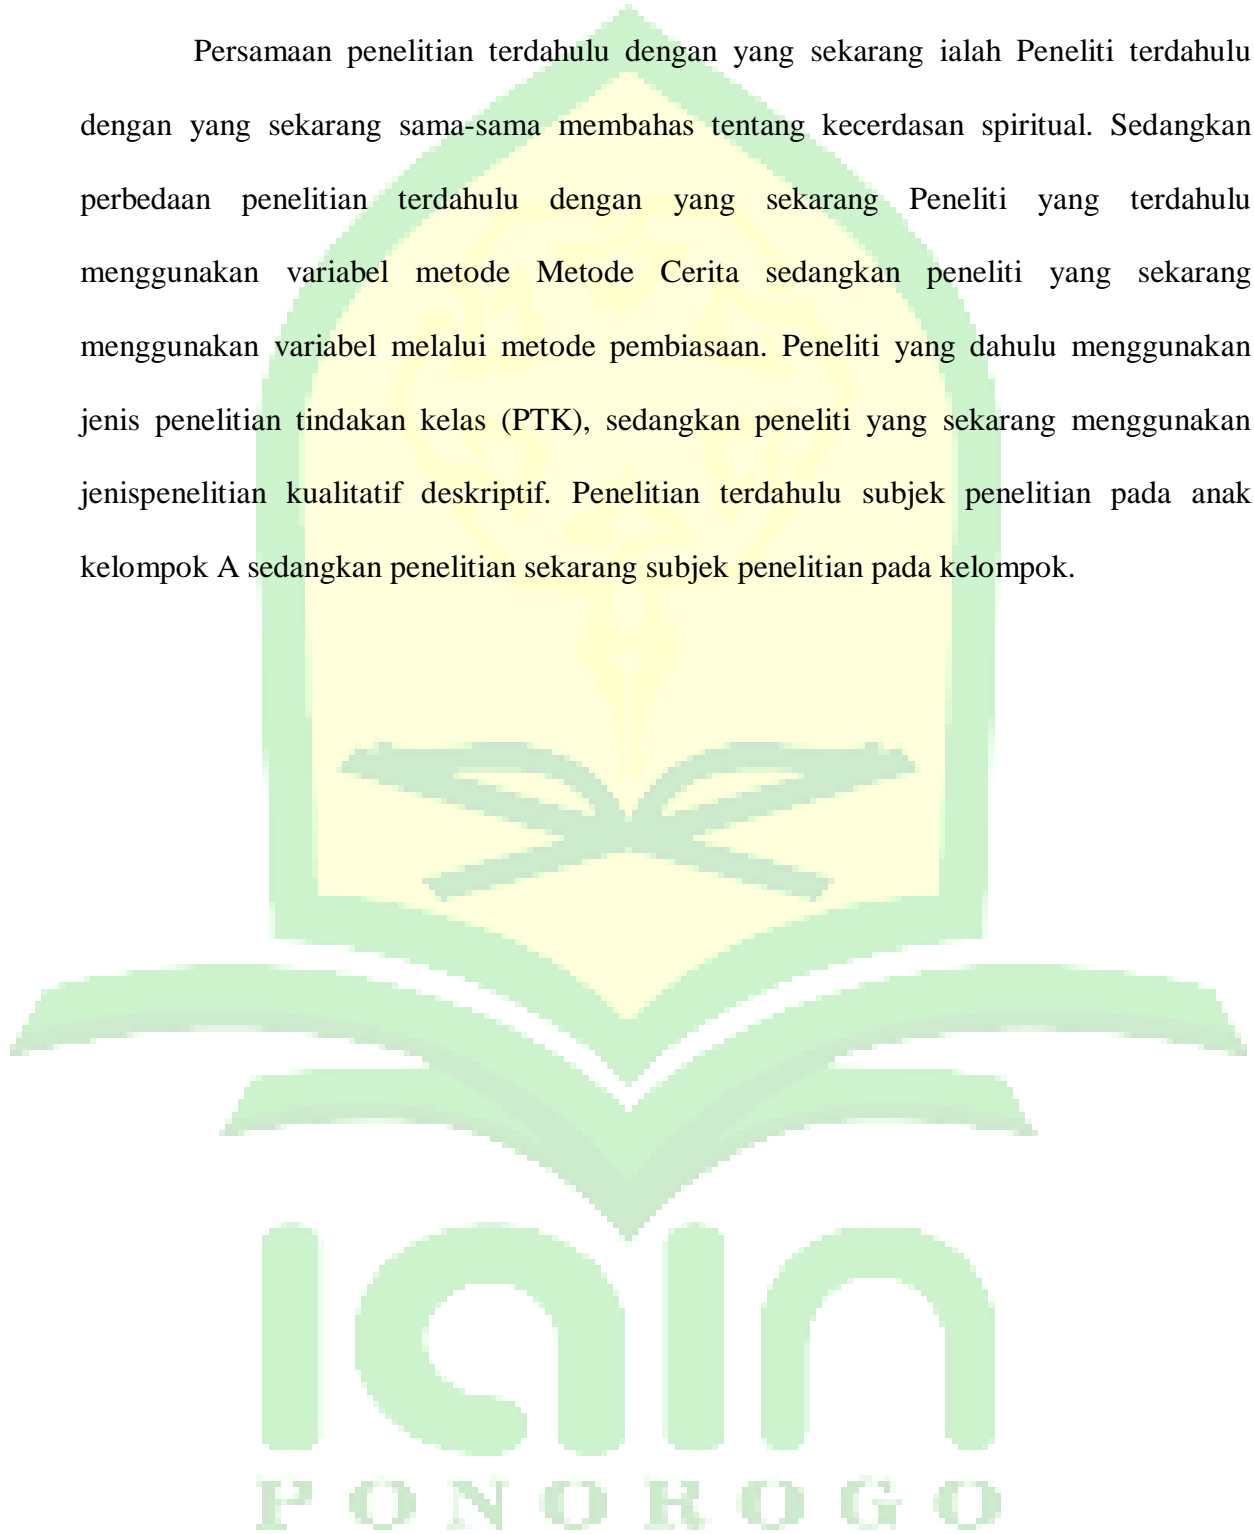 Persamaan penelitian terdahulu dengan yang sekarang ialah Peneliti terdahulu
dengan yang sekarang sama-sama membahas tentang kecerdasan spiritual. Sedangkan
perbedaan penelitian terdahulu dengan yang sekarang Peneliti yang terdahulu
menggunakan variabel metode Metode Cerita sedangkan peneliti yang sekarang
menggunakan variabel melalui metode pembiasaan. Peneliti yang dahulu menggunakan
jenis penelitian tindakan kelas (PTK), sedangkan peneliti yang sekarang menggunakan
jenispenelitian kualitatif deskriptif. Penelitian terdahulu subjek penelitian pada anak
kelompok A sedangkan penelitian sekarang subjek penelitian pada kelompok.
iain
PONOROGO